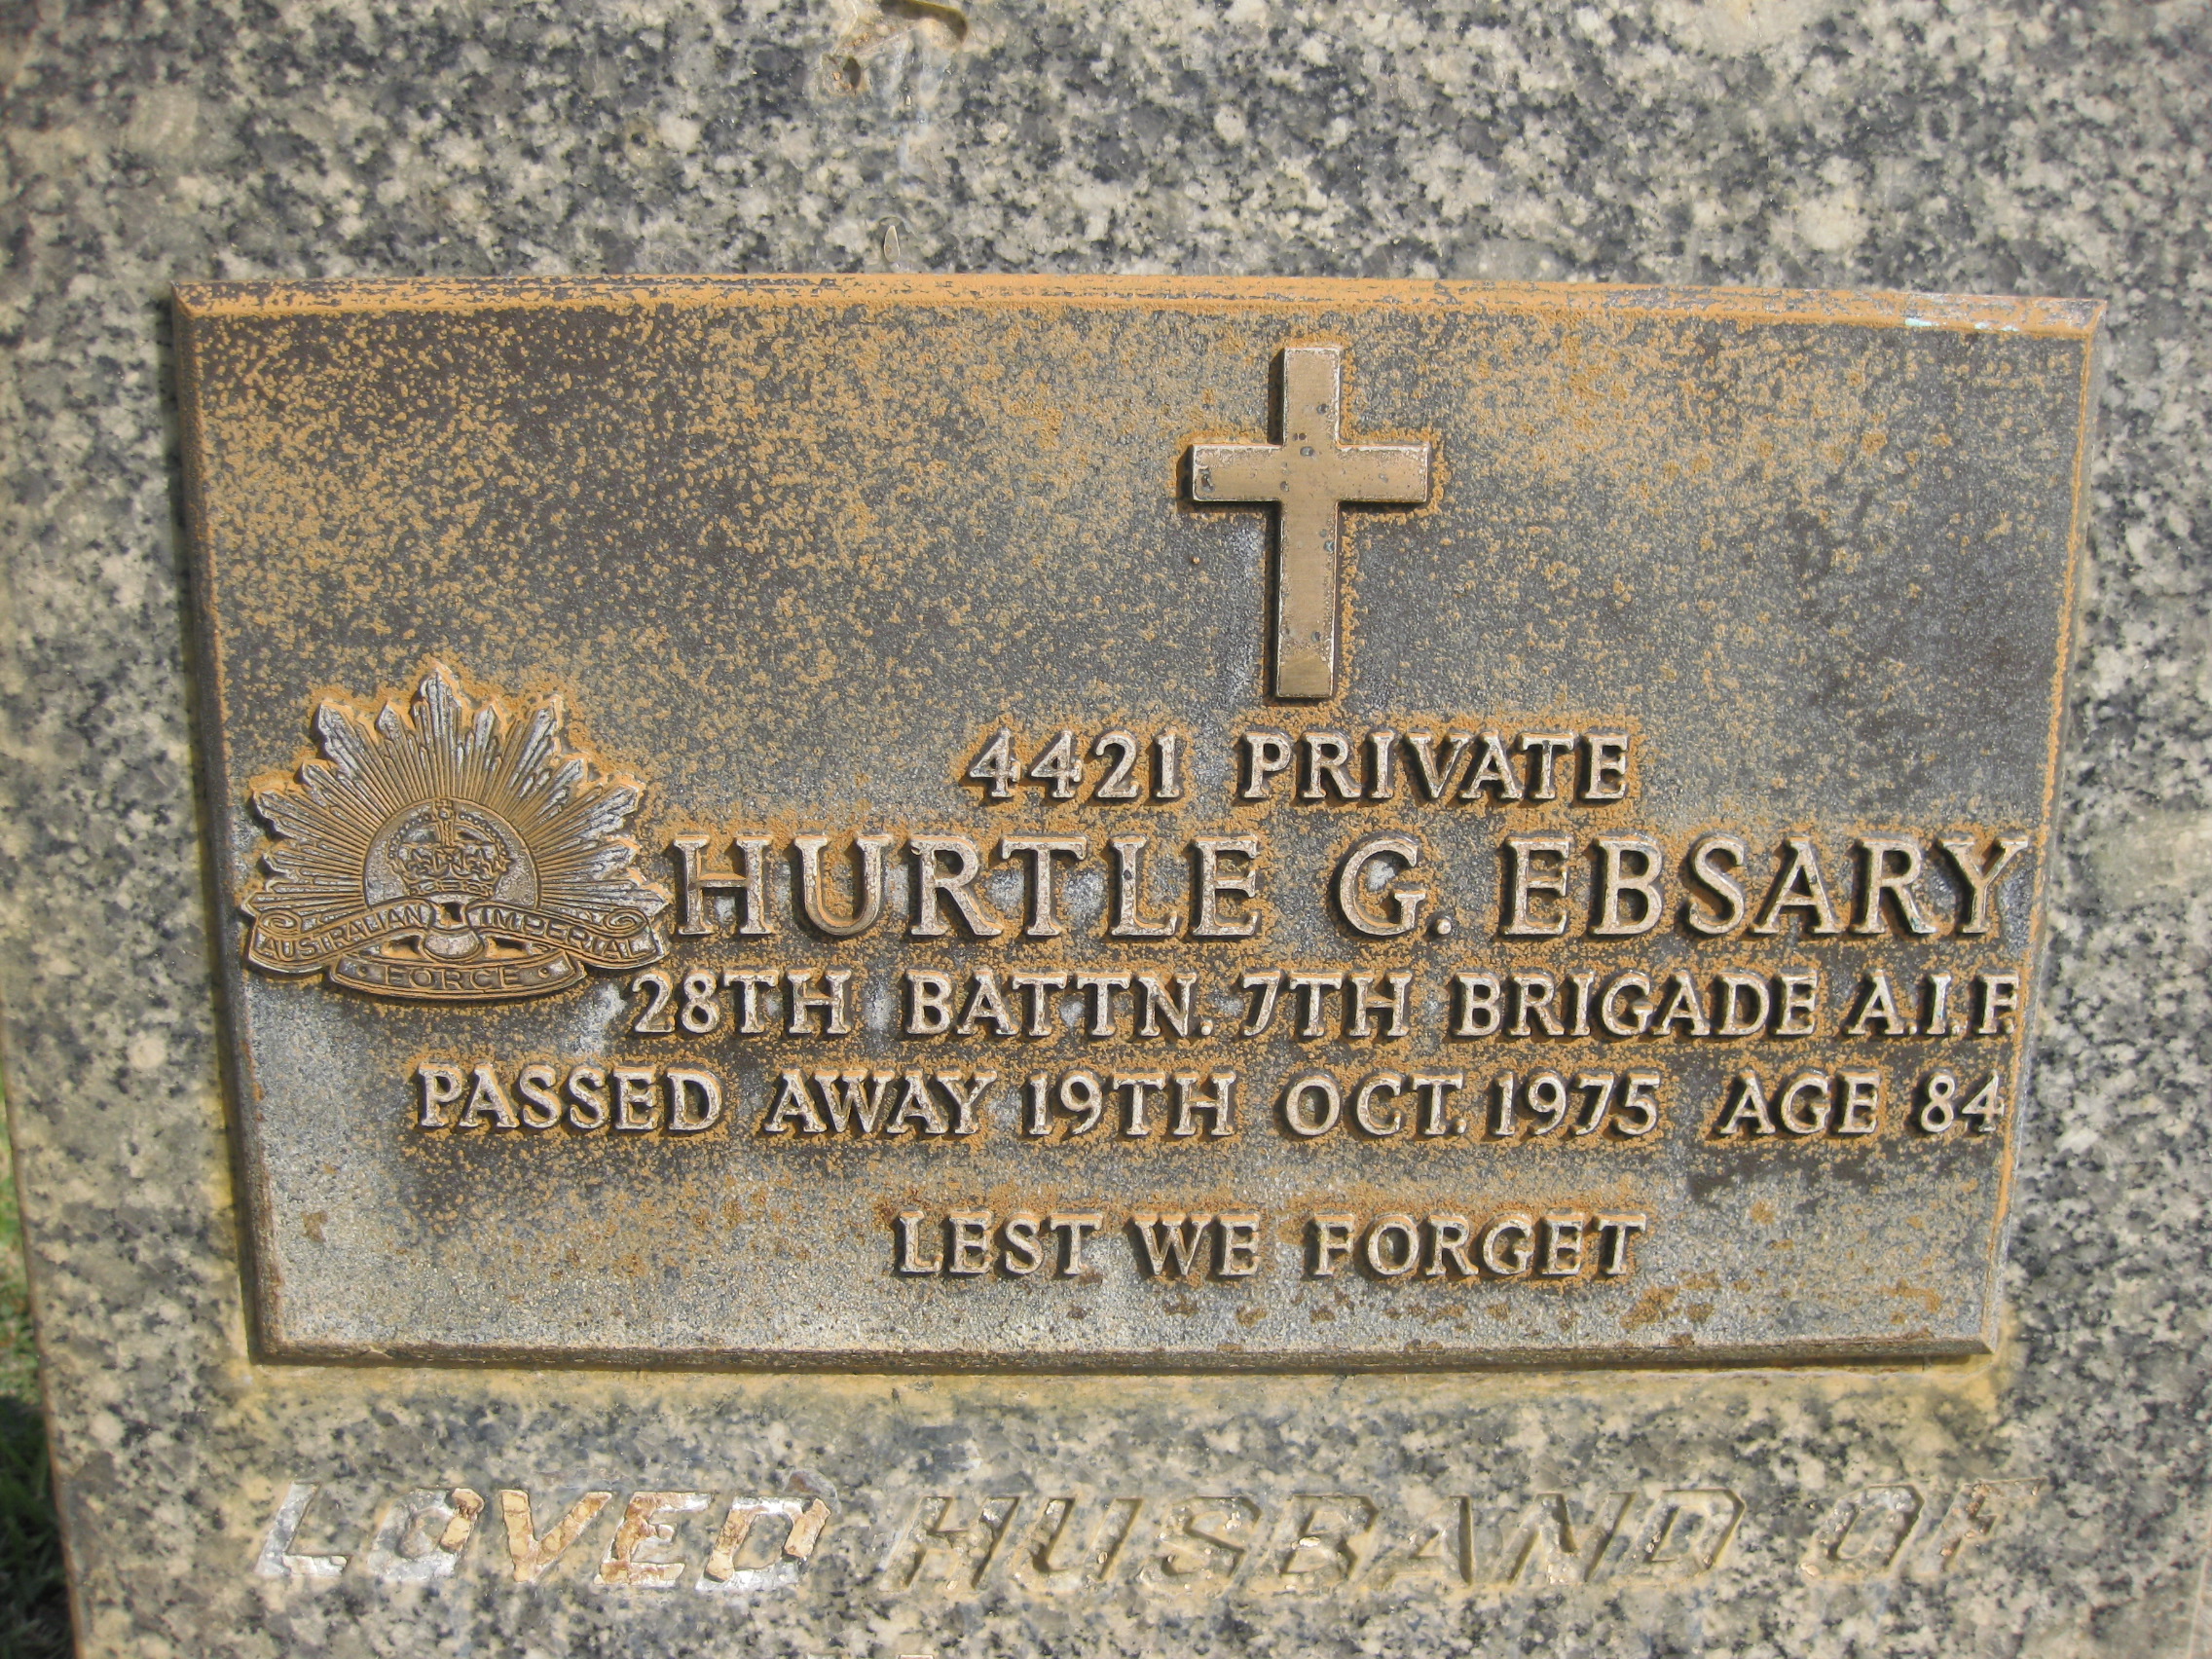 4421 PRIVATE
HURTLE G. EBSARY
AUSTRALIAN IMPERIAL
FORCE
28TH BATTN. 7TH BRIGADE A.I.F.
PASSED AWAY 19TH OCT. 1975 AGE 84
LEST WE FORGET
LOVED HUSBAND OF